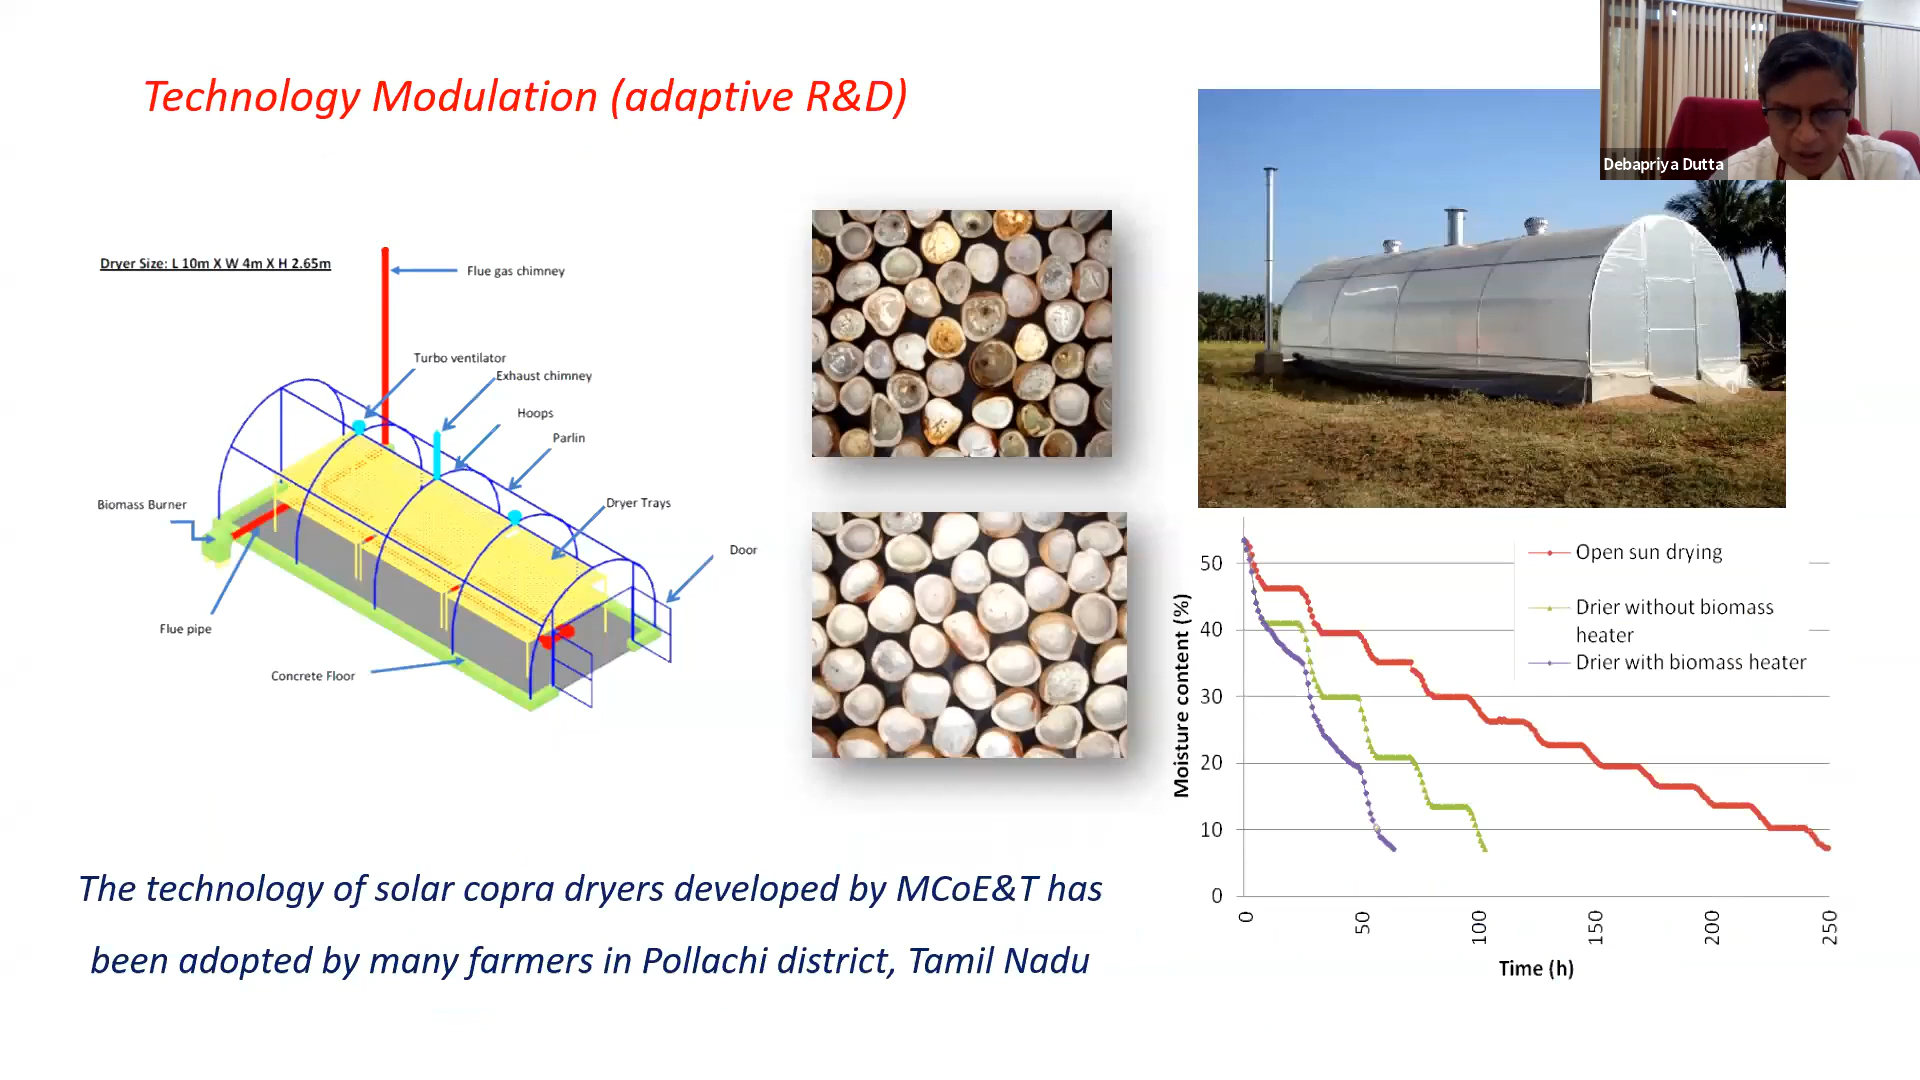 Technology Modulation (adaptive R&D)
Debapriya Dutta
Dryer Size: L 10m X W 4m X H 2.65m
Flue gas chimney
Turbo ventilator
Exhaust chimney
Hoops
Parlin
Biomass Burner
Dryer Trays
Door
Flue pipe
Concrete Floor
Open sun drying
Drier without biomass
heater
Drier with biomass heater
Moisture content (%)
50
40
30
20
10
0
0
50
100
150
200
250
Time (h)
The technology of solar copra dryers developed by MCoE&T has
been adopted by many farmers in Pollachi district, Tamil Nadu